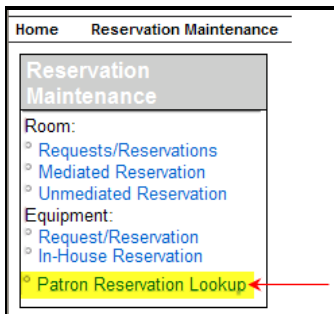 Home Reservation Maintenance
Reservation
Maintenance
Room:
Requests/Reservations
Mediated Reservation
Unmediated Reservation
Equipment:
Request/Reservation
In-House Reservation
Patron Reservation Lookup